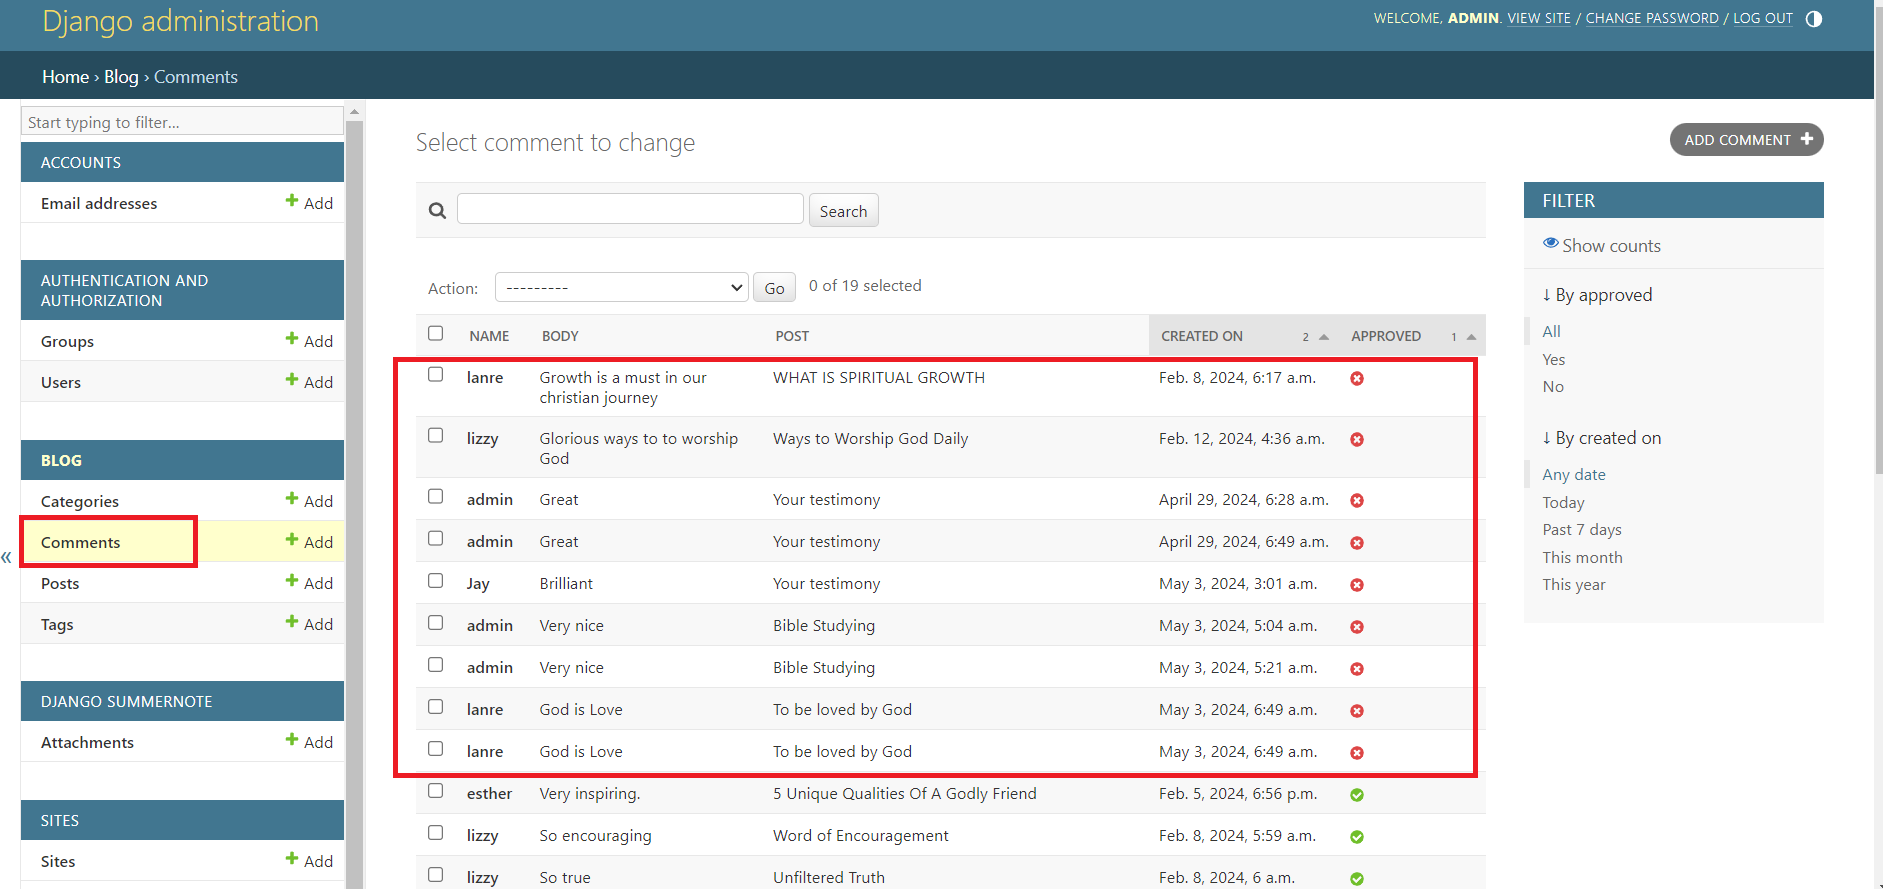 Django administration
WELCOME, ADMIN. VIEW SITE / CHANGE PASSWORD / LOG OUT
Home › Blog › Comments
Start typing to filter...
ACCOUNTS
Email addresses + Add
AUTHENTICATION AND
AUTHORIZATION
Groups + Add
Users + Add
BLOG
Categories + Add
Comments + Add
Posts + Add
Tags + Add
DJANGO SUMMERNOTE
Attachments + Add
SITES
Sites + Add
«
Select comment to change
ADD COMMENT +
Search
Action: --------- Go 0 of 19 selected
NAME BODY POST CREATED ON 2 APPROVED 1
lanre Growth is a must in our WHAT IS SPIRITUAL GROWTH Feb. 8, 2024, 6:17 a.m.
christian journey
lizzy Glorious ways to to worship Ways to Worship God Daily Feb. 12, 2024, 4:36 a.m.
God
admin Great Your testimony April 29, 2024, 6:28 a.m.
admin Great Your testimony April 29, 2024, 6:49 a.m.
Jay Brilliant Your testimony May 3, 2024, 3:01 a.m.
admin Very nice Bible Studying May 3, 2024, 5:04 a.m.
admin Very nice Bible Studying May 3, 2024, 5:21 a.m.
lanre God is Love To be loved by God May 3, 2024, 6:49 a.m.
lanre God is Love To be loved by God May 3, 2024, 6:49 a.m.
esther Very inspiring. 5 Unique Qualities Of A Godly Friend Feb. 5, 2024, 6:56 p.m.
lizzy So encouraging Word of Encouragement Feb. 8, 2024, 5:59 a.m.
lizzy So true Unfiltered Truth Feb. 8, 2024, 6 a.m.
FILTER
Show counts
↓ By approved
All
Yes
No
↓ By created on
Any date
Today
Past 7 days
This month
This year